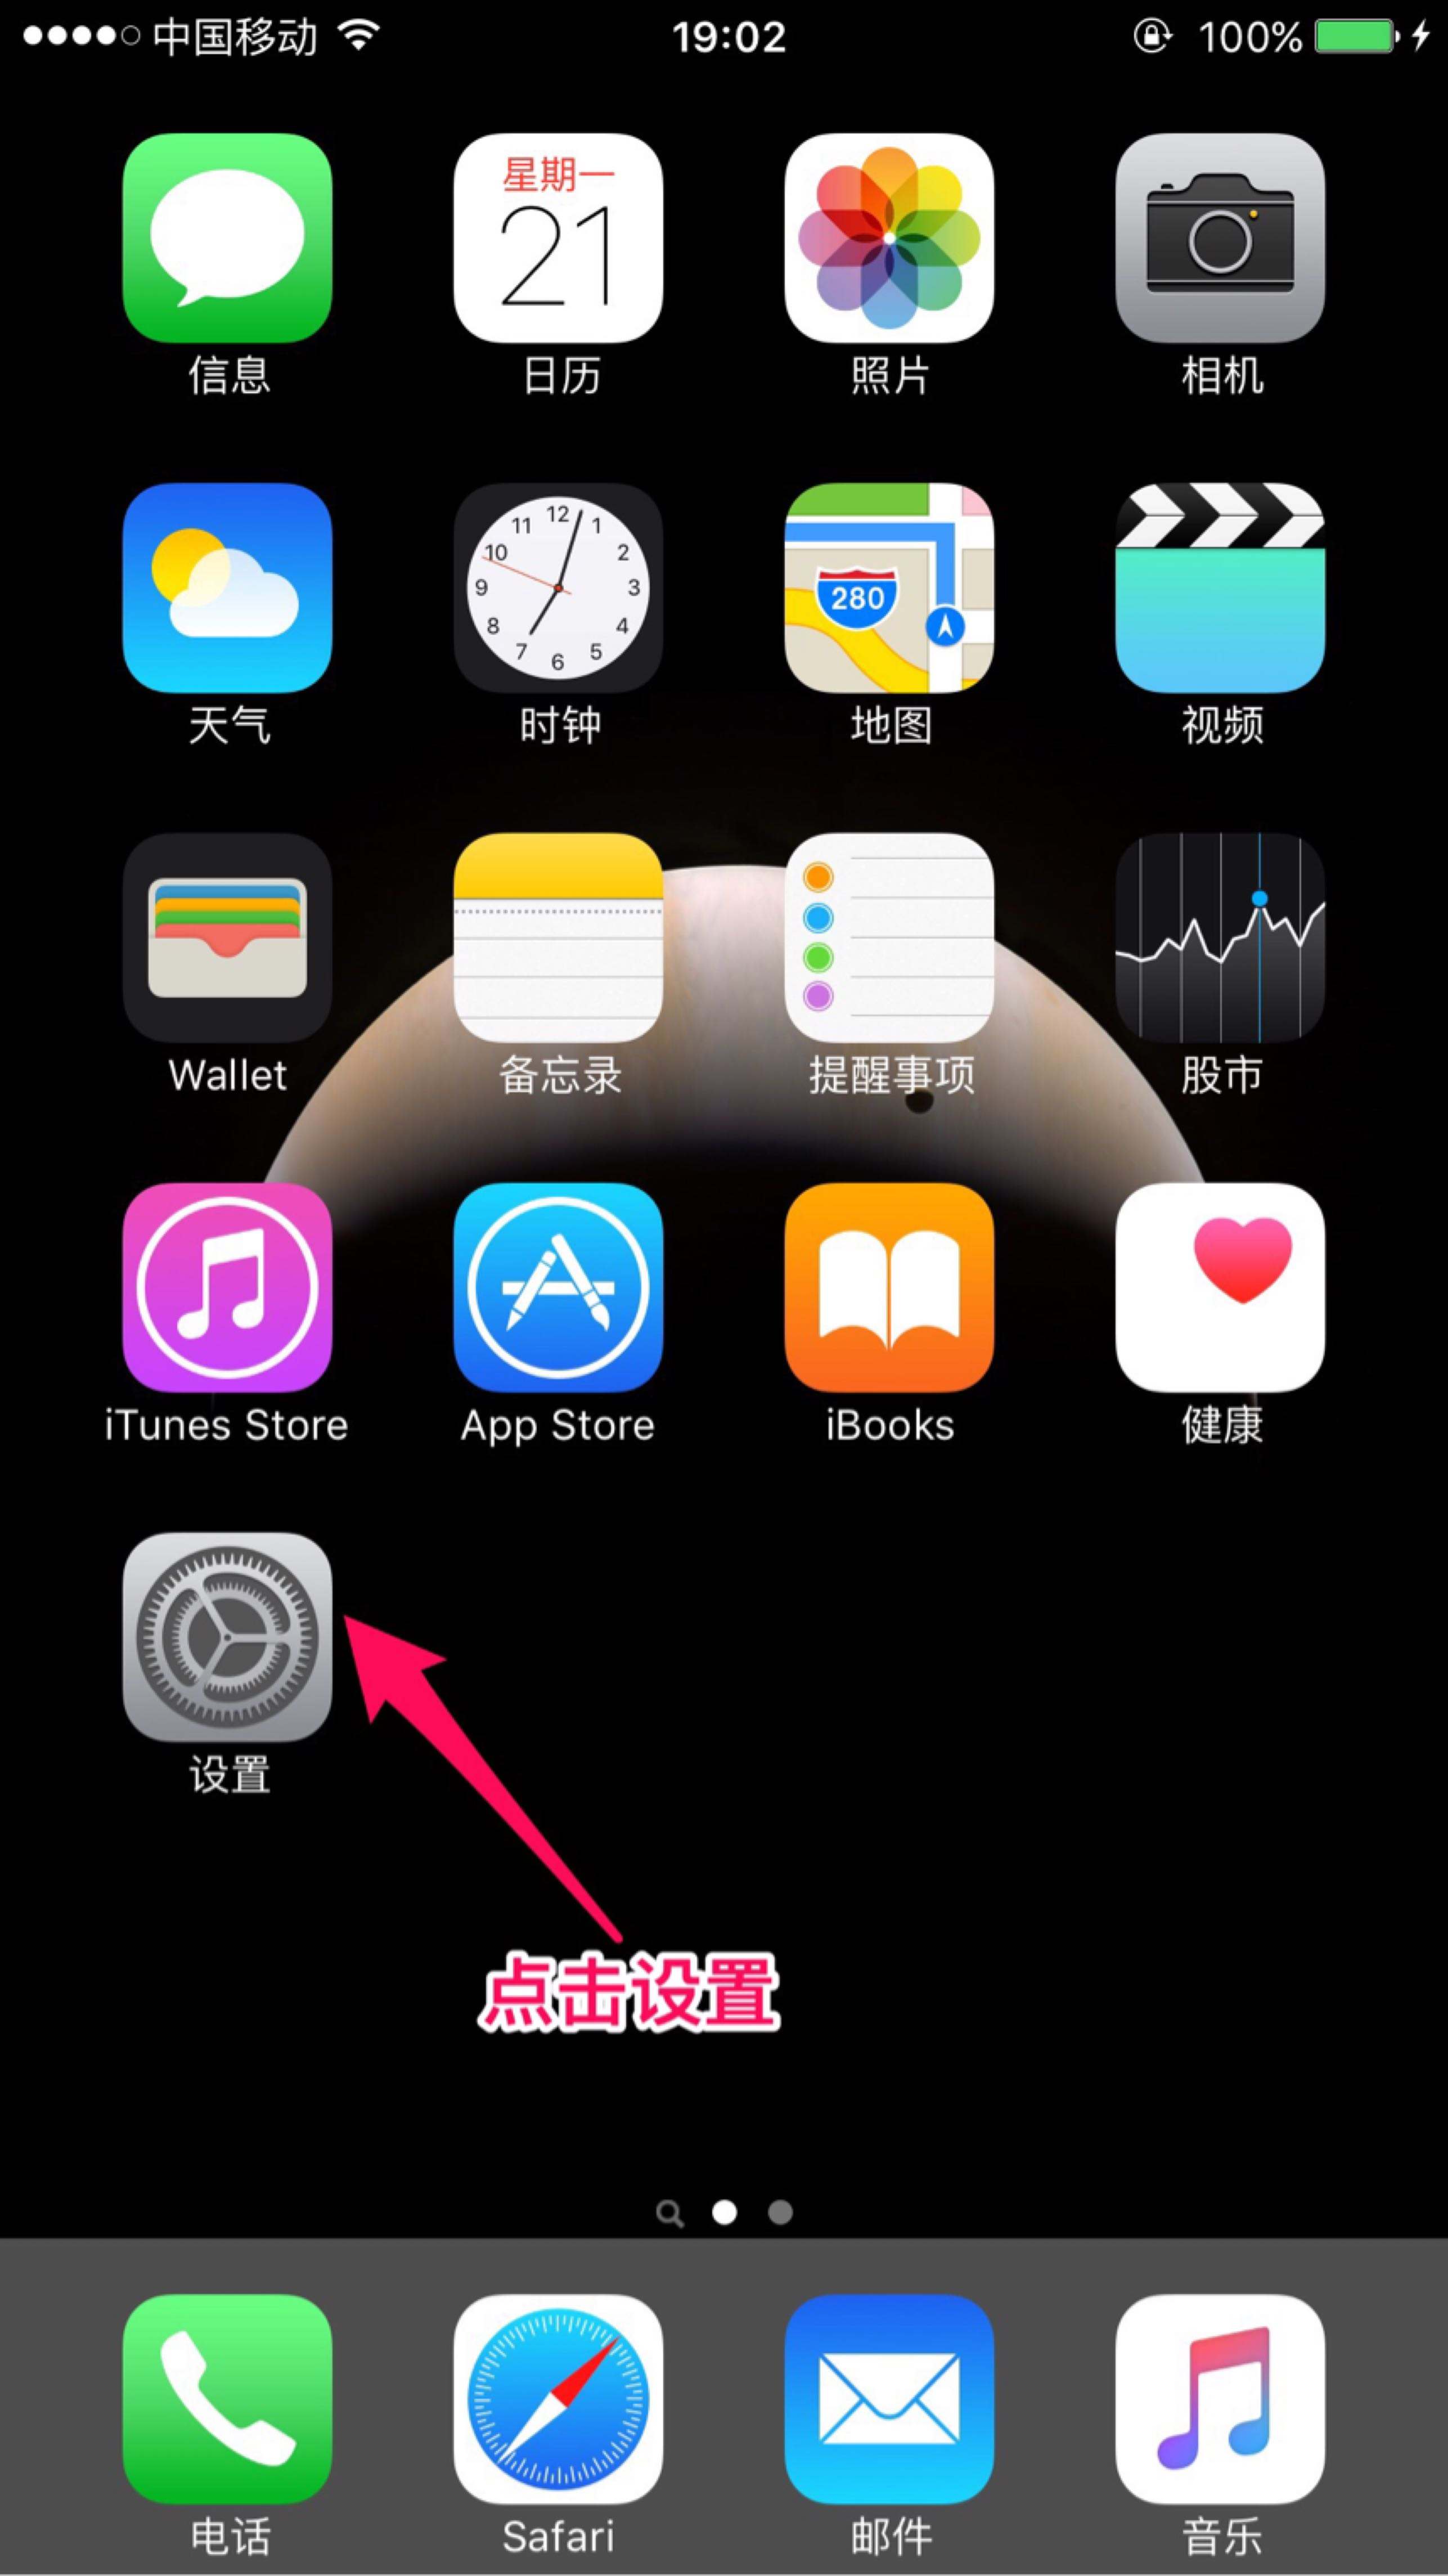 中国移动 19:02 100%
星期一
21
信息 日历 照片 相机
12
11 1
10 2
9 3
8 4
7 5
6
280
天气 时钟 地图 视频
Wallet 备忘录 提醒事项 股市
iTunes Store App Store iBooks 健康
设置
点击设置
电话 Safari 邮件 音乐